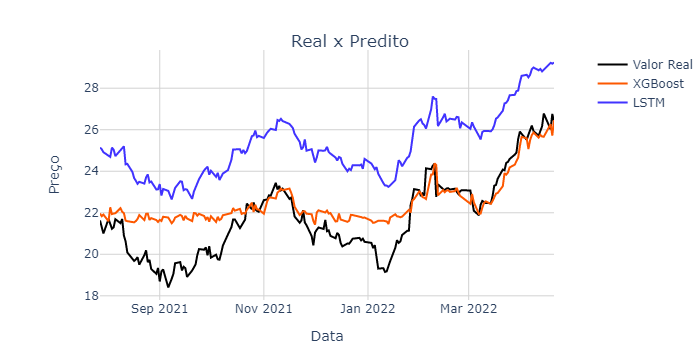 Real x Predito
Valor Real
XGBoost
LSTM
Preço
28
26
24
22
20
18
Sep 2021
Nov 2021
Jan 2022
Mar 2022
Data